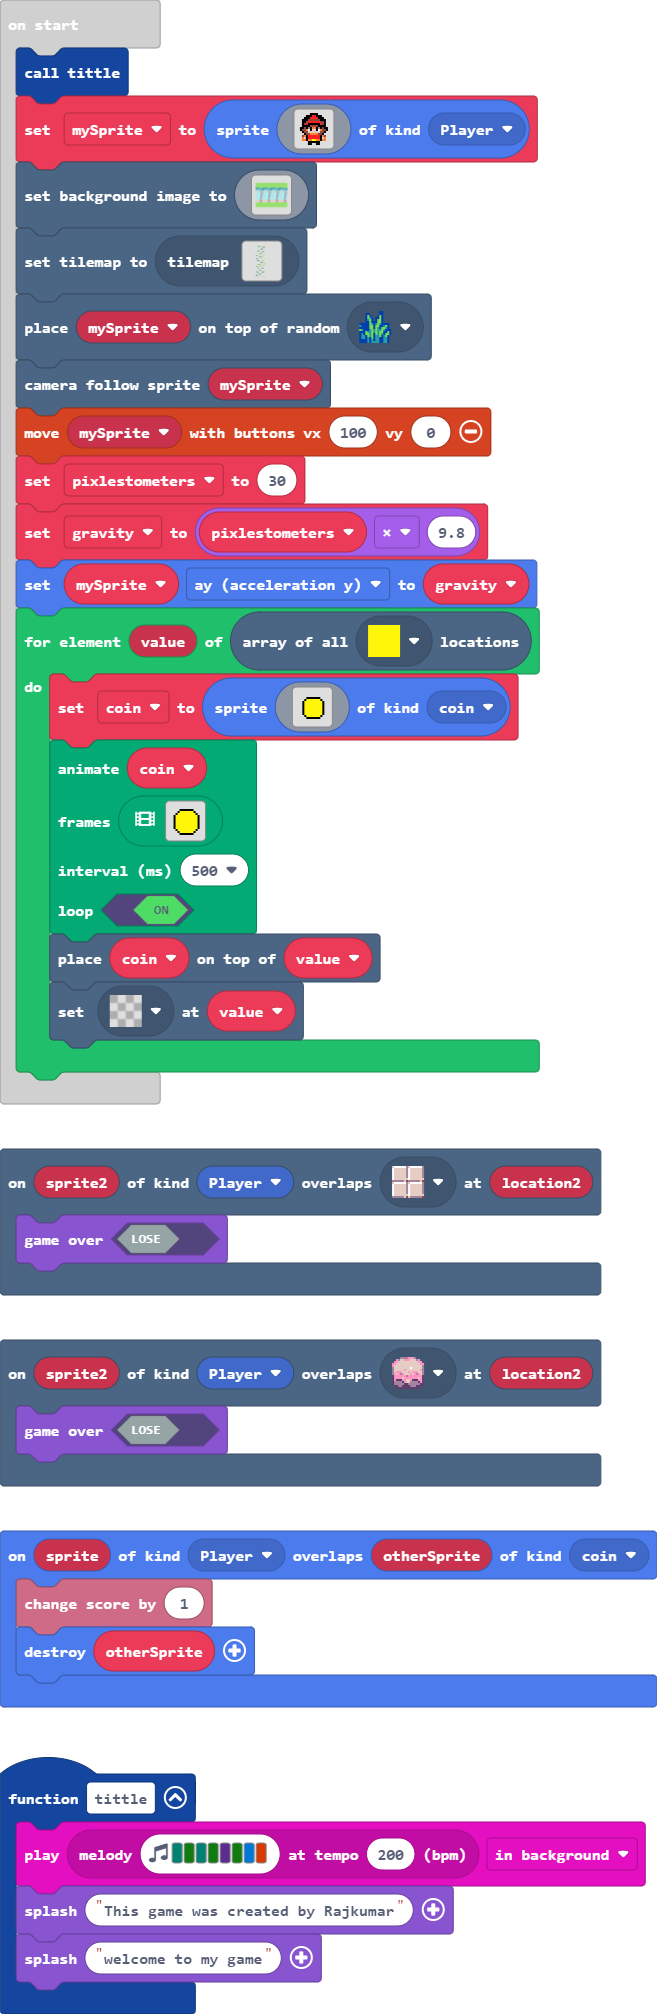 on start
call tittle
set mySprite to sprite of kind Player
set background image to
set tilemap to tilemap
place mySprite on top of random
camera follow sprite mySprite
move mySprite with buttons vx 100 vy 0
set pixlestometers to 30
set gravity to pixlestometers × 9.8
set mySprite ay (acceleration y) to gravity
for element value of array of all locations
do
set coin to sprite of kind coin
animate coin
frames
interval (ms) 500
loop ON
place coin on top of value
set at value
on sprite2 of kind Player overlaps at location2
game over LOSE
on sprite2 of kind Player overlaps at location2
game over LOSE
on sprite of kind Player overlaps otherSprite of kind coin
change score by 1
destroy otherSprite
function tittle
play melody at tempo 200 (bpm) in background
splash "This game was created by Rajkumar"
splash "welcome to my game"